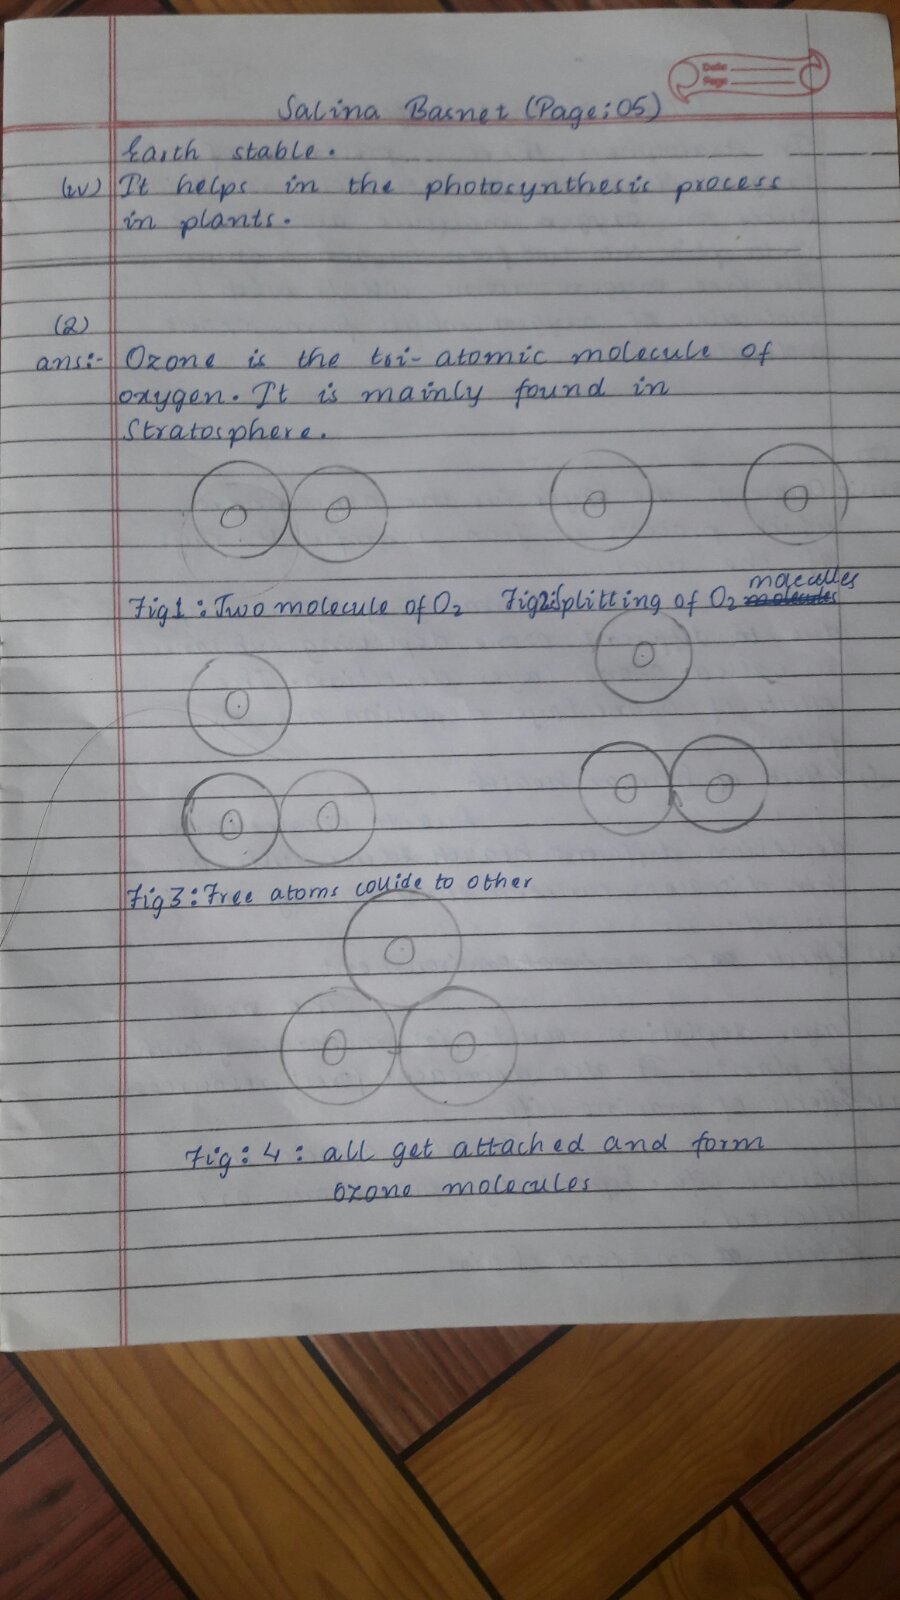 Date
Page
Salina Basnet (Page:05)
Earth stable.
(iv) It helps in the photosynthesis process
in plants.
(2)
ans:- Ozone is the tri-atomic molecule of
oxygen. It is mainly found in
Stratosphere.
O O O O
Fig1: Two molecule of O2 Fig2:Splitting of O2 molecules
O O
O O O O
Fig3: Free atoms collide to other
O
O O
Fig: 4: all get attached and form
ozone molecules